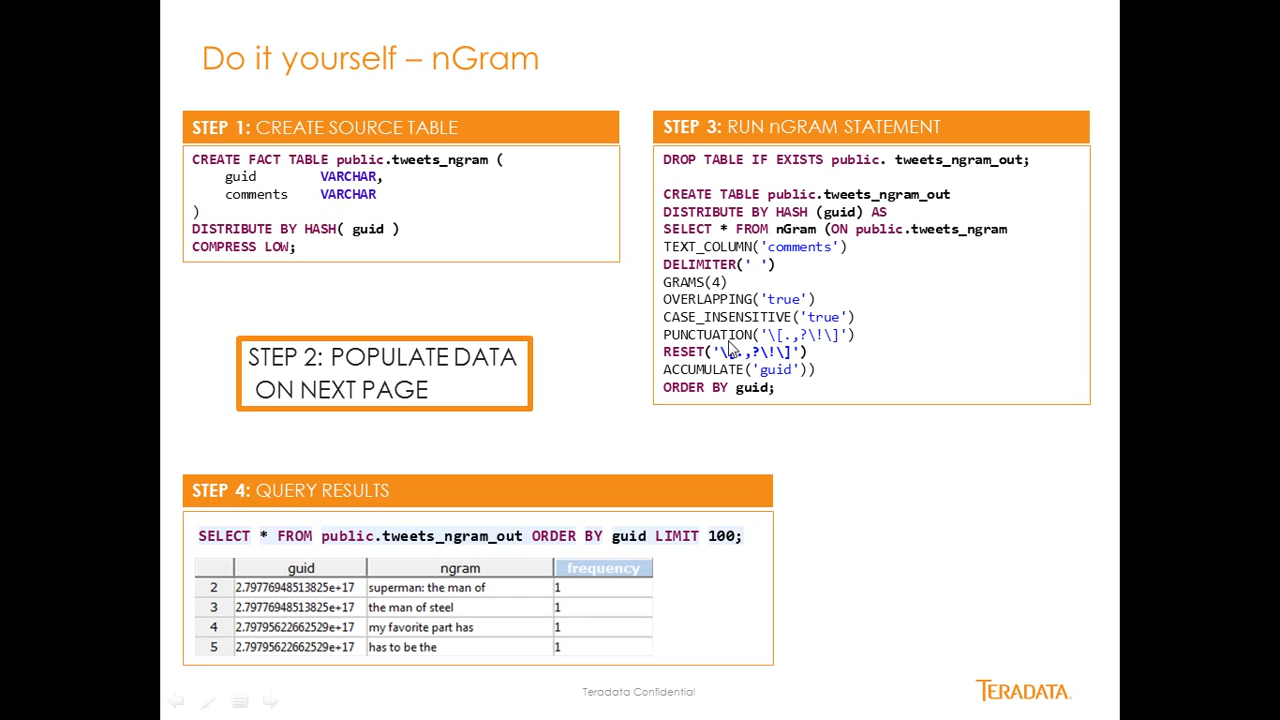 Do it yourself – nGram
STEP 1: CREATE SOURCE TABLE
CREATE FACT TABLE public.tweets_ngram (
guid VARCHAR,
comments VARCHAR
)
DISTRIBUTE BY HASH( guid )
COMPRESS LOW;
STEP 2: POPULATE DATA
ON NEXT PAGE
STEP 3: RUN nGRAM STATEMENT
DROP TABLE IF EXISTS public. tweets_ngram_out;
CREATE TABLE public.tweets_ngram_out
DISTRIBUTE BY HASH (guid) AS
SELECT * FROM nGram (ON public.tweets_ngram
TEXT_COLUMN('comments')
DELIMITER(' ')
GRAMS(4)
OVERLAPPING('true')
CASE_INSENSITIVE('true')
PUNCTUATION('\[.,?\!\]')
RESET('\[.,?\!\]')
ACCUMULATE('guid'))
ORDER BY guid;
STEP 4: QUERY RESULTS
SELECT * FROM public.tweets_ngram_out ORDER BY guid LIMIT 100;
guid ngram frequency
2 2.79776948513825e+17 superman: the man of 1
3 2.79776948513825e+17 the man of steel 1
4 2.79795622662529e+17 my favorite part has 1
5 2.79795622662529e+17 has to be the 1
Teradata Confidential
TERADATA.